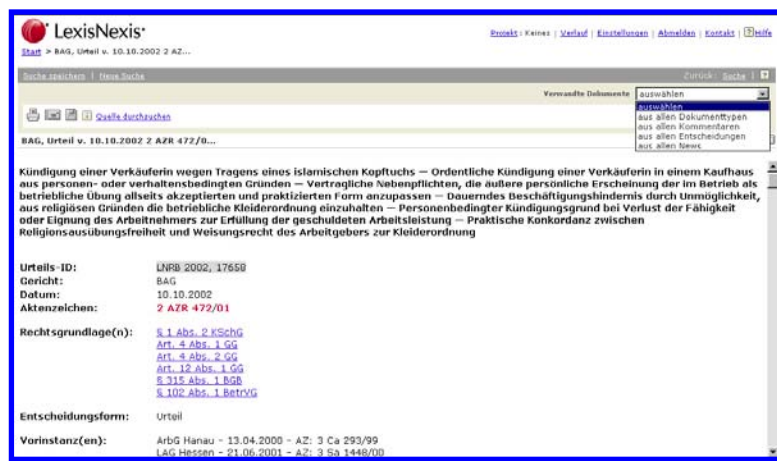 LexisNexis·
Projekt: Keines | Verlauf | Einstellungen | Abmelden | Kontakt | ? Hilfe
Start > BAG, Urteil v. 10.10.2002 2 AZ...
Suche speichern | Neue Suche
Zurück: Suche | ?
Verwandte Dokumente auswählen
auswählen
aus allen Dokumenttypen
aus allen Kommentaren
aus allen Entscheidungen
aus allen News
Quelle durchsuchen
BAG, Urteil v. 10.10.2002 2 AZR 472/0...
Kündigung einer Verkäuferin wegen Tragens eines islamischen Kopftuchs — Ordentliche Kündigung einer Verkäuferin in einem Kaufhaus
aus personen- oder verhaltensbedingten Gründen — Vertragliche Nebenpflichten, die äußere persönliche Erscheinung der im Betrieb als
betriebliche Übung allseits akzeptierten und praktizierten Form anzupassen — Dauerndes Beschäftigungshindernis durch Unmöglichkeit,
aus religiösen Gründen die betriebliche Kleiderordnung einzuhalten — Personenbedingter Kündigungsgrund bei Verlust der Fähigkeit
oder Eignung des Arbeitnehmers zur Erfüllung der geschuldeten Arbeitsleistung — Praktische Konkordanz zwischen
Religionsausübungsfreiheit und Weisungsrecht des Arbeitgebers zur Kleiderordnung
Urteils-ID: LNRB 2002, 17650
Gericht: BAG
Datum: 10.10.2002
Aktenzeichen: 2 AZR 472/01
Rechtsgrundlage(n): § 1 Abs. 2 KSchG
Art. 4 Abs. 1 GG
Art. 4 Abs. 2 GG
Art. 12 Abs. 1 GG
§ 315 Abs. 1 BGB
§ 102 Abs. 1 BetrVG
Entscheidungsform: Urteil
Vorinstanz(en): ArbG Hanau - 13.04.2000 - AZ: 3 Ca 293/99
LAG Hessen - 21.06.2001 - AZ: 3 Sa 1448/00